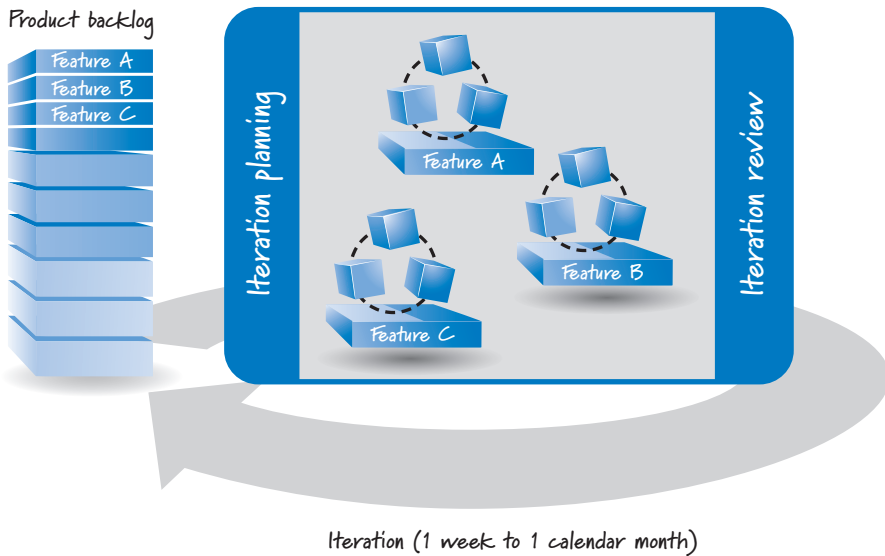 Product backlog
Feature A
Feature B
Feature C
Iteration planning
Feature A
Feature B
Feature C
Iteration review
Iteration (1 week to 1 calendar month)